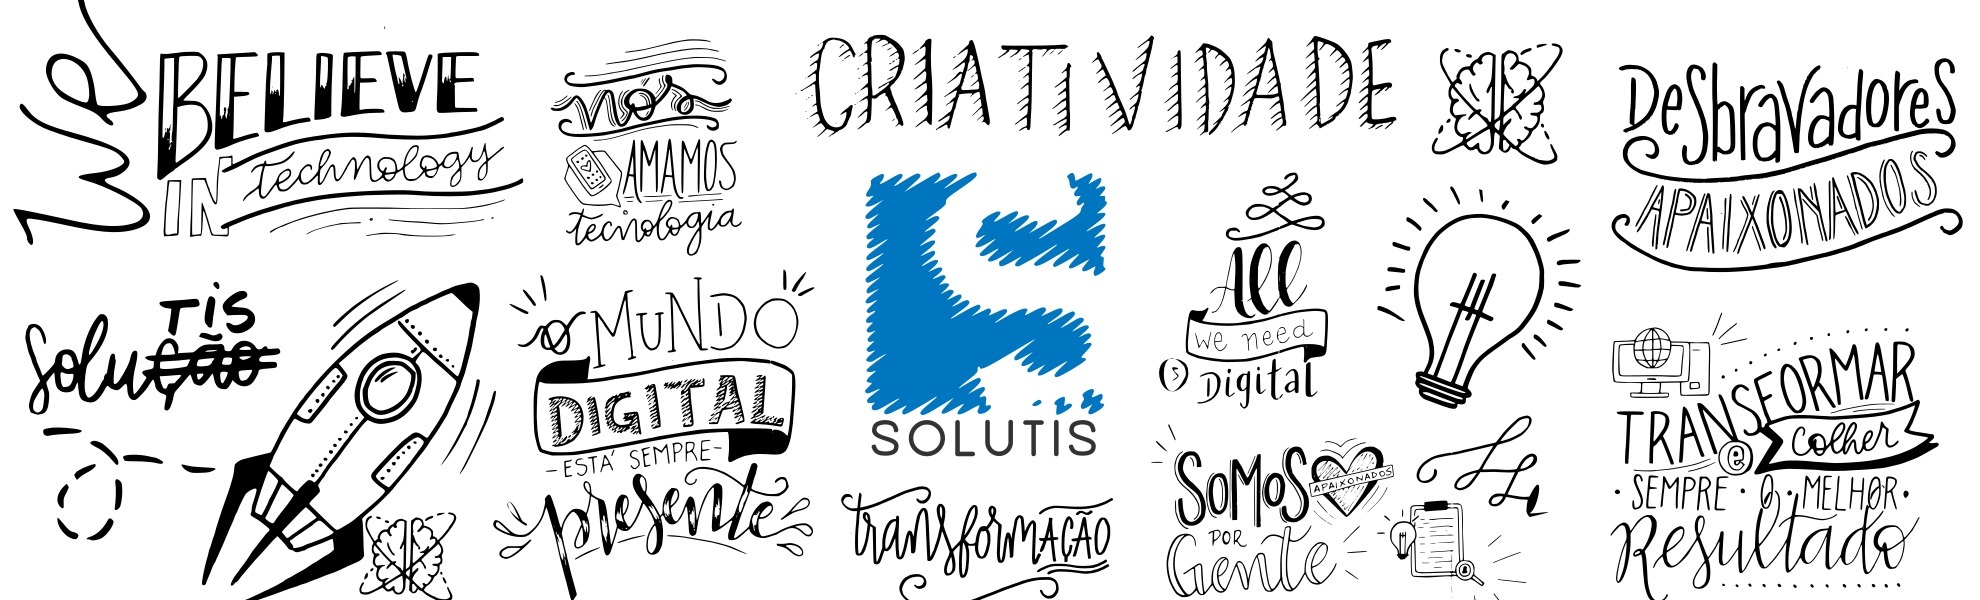 We
BELIEVE
IN technology
nós
AMAMOS
tecnologia
CRIATIVIDADE
Desbravadores
APAIXONADOS
TIS
Solução
o MUNDO
DIGITAL
-ESTÁ SEMPRE-
presente
SOLUTIS
transformAÇÃO
All
we need
(s) Digital
SOMOS
APAIXONADOS
POR
Gente
TRANSFORMAR
e colher
· SEMPRE · O · MELHOR ·
Resultado